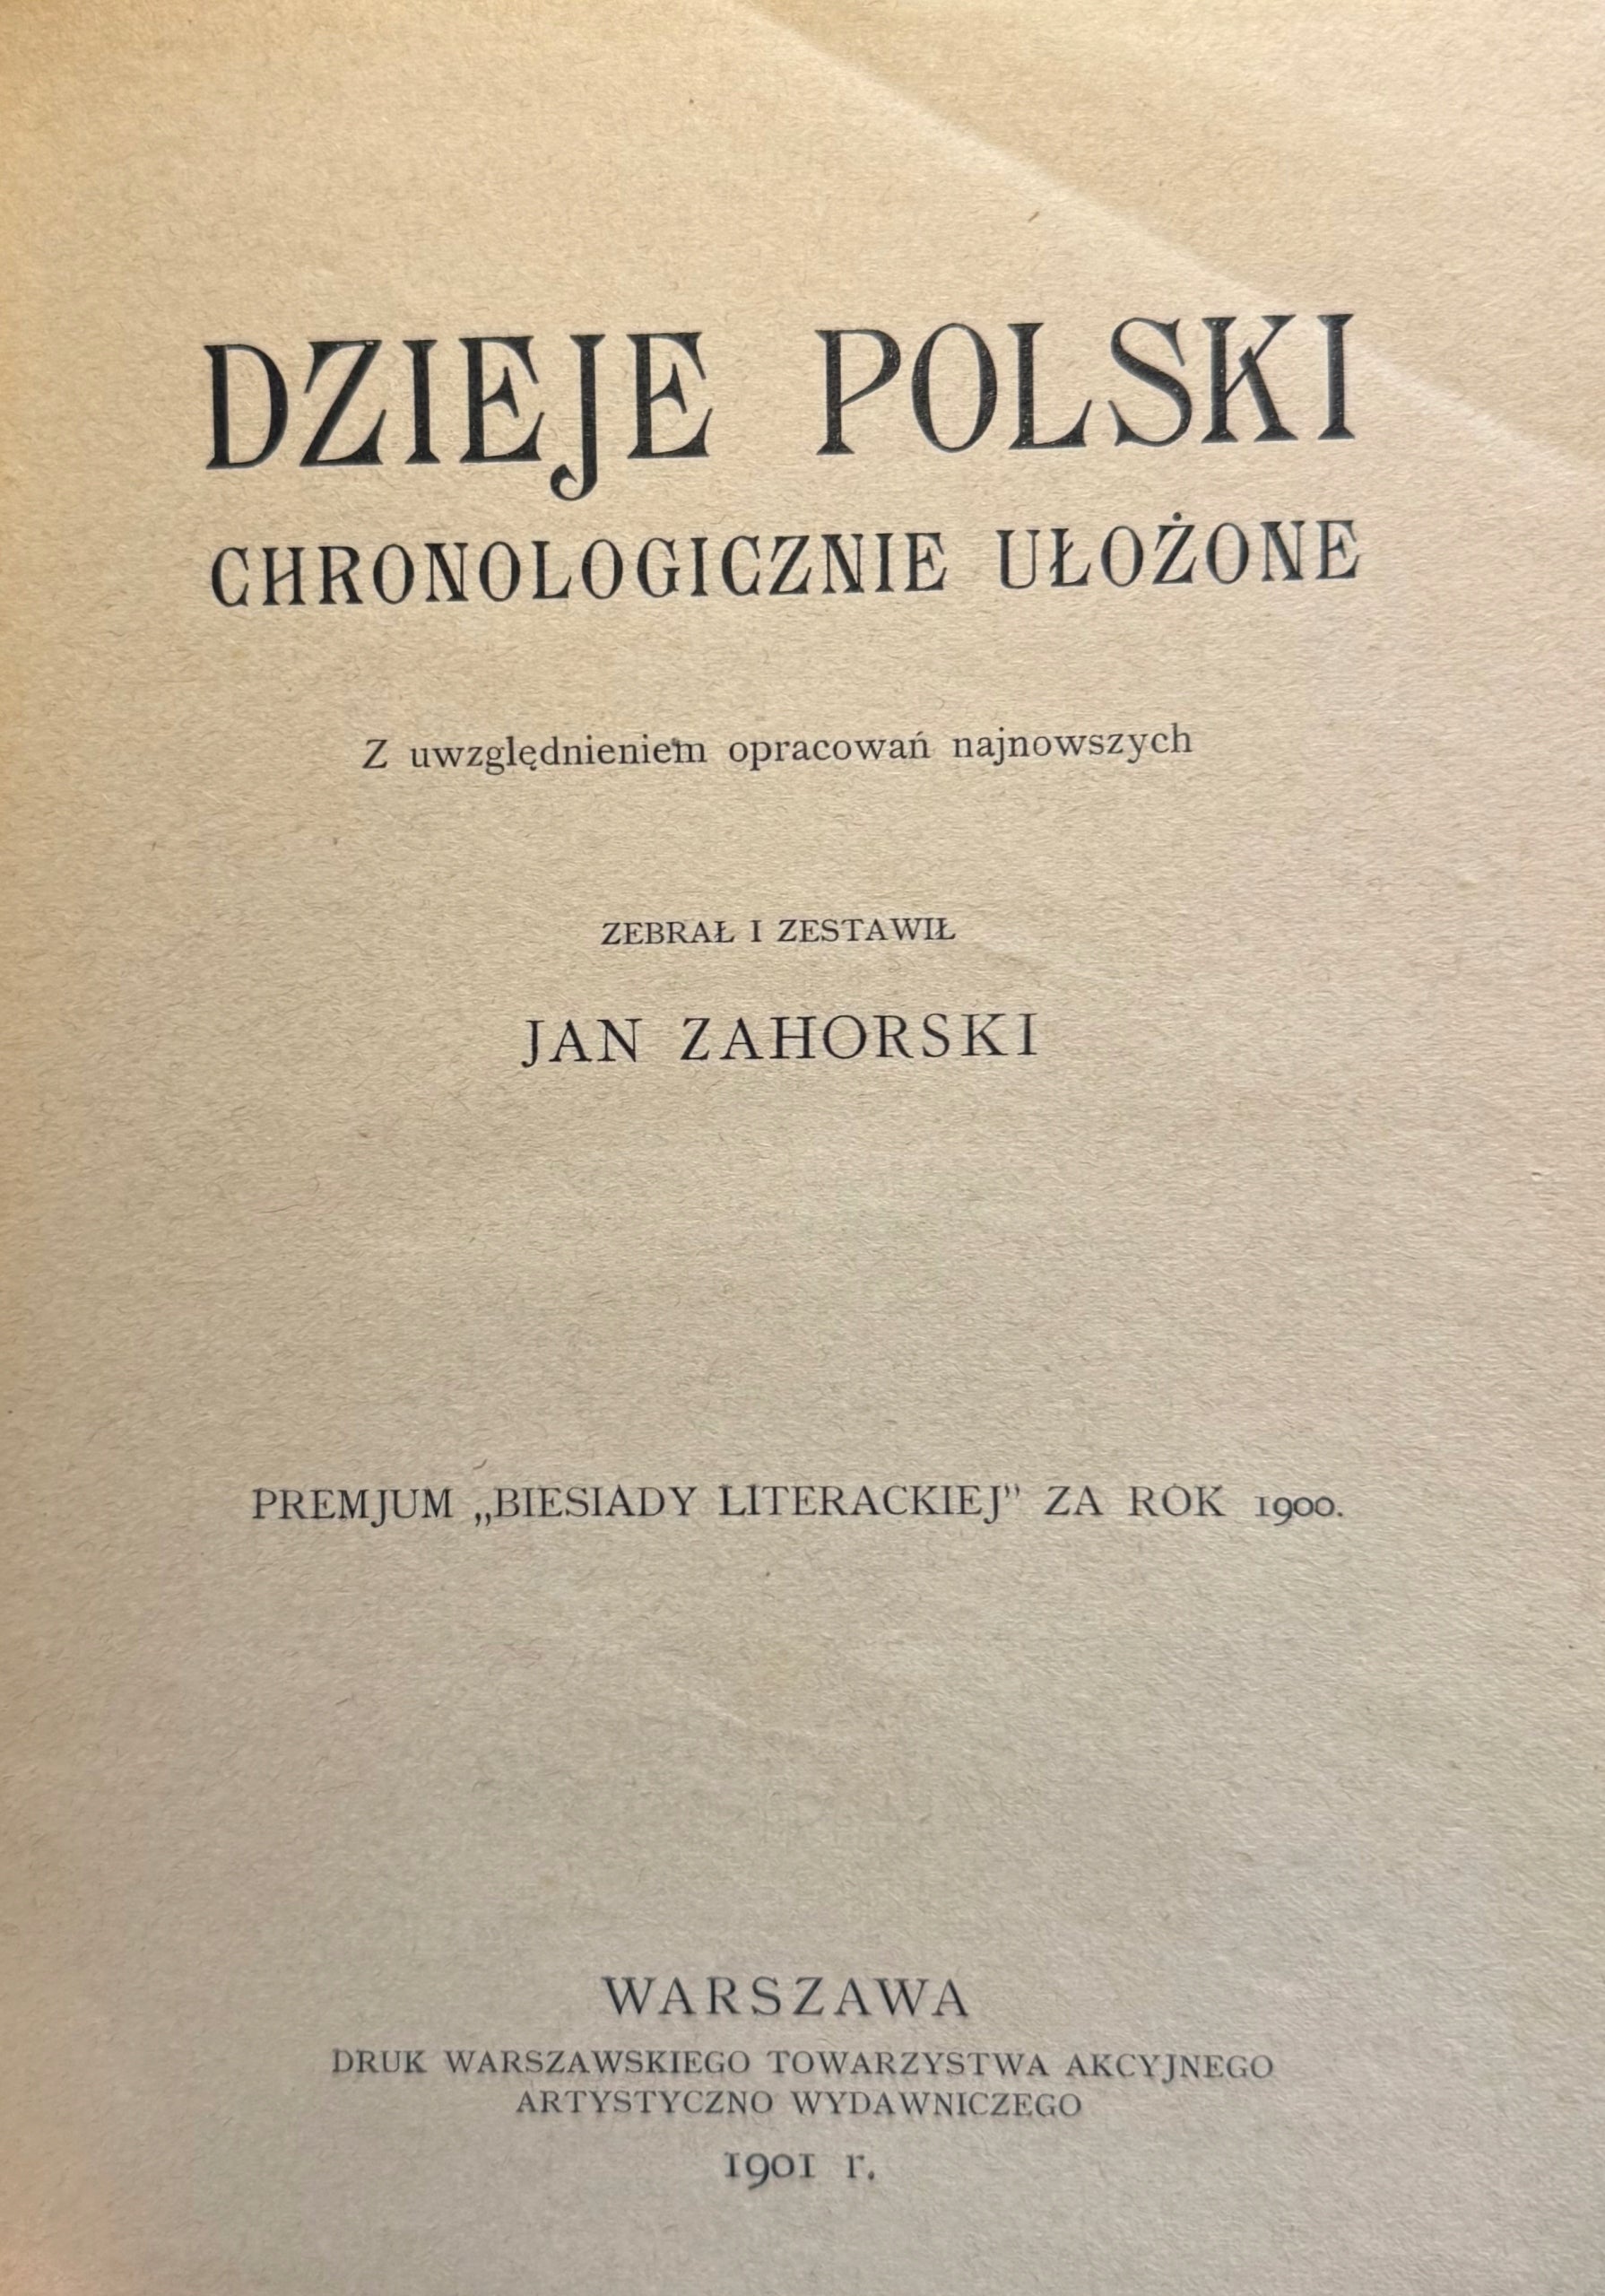 DZIEJE POLSKI
CHRONOLOGICZNIE UŁOŻONE
Z uwzględnieniem opracowań najnowszych
ZEBRAŁ I ZESTAWIŁ
JAN ZAHORSKI
PREMJUM „BIESIADY LITERACKIEJ” ZA ROK 1900.
WARSZAWA
DRUK WARSZAWSKIEGO TOWARZYSTWA AKCYJNEGO
ARTYSTYCZNO WYDAWNICZEGO
1901 r.